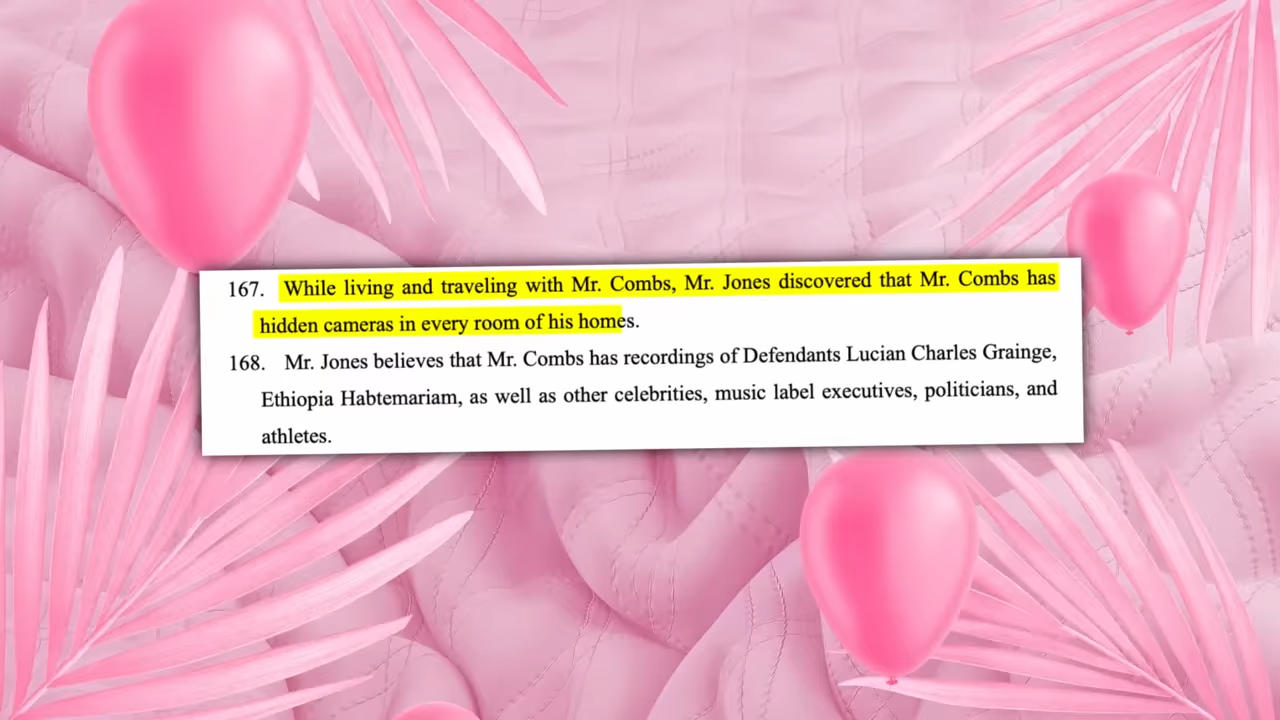 167. While living and traveling with Mr. Combs, Mr. Jones discovered that Mr. Combs has
hidden cameras in every room of his homes.
168. Mr. Jones believes that Mr. Combs has recordings of Defendants Lucian Charles Grainge,
Ethiopia Habtemariam, as well as other celebrities, music label executives, politicians, and
athletes.